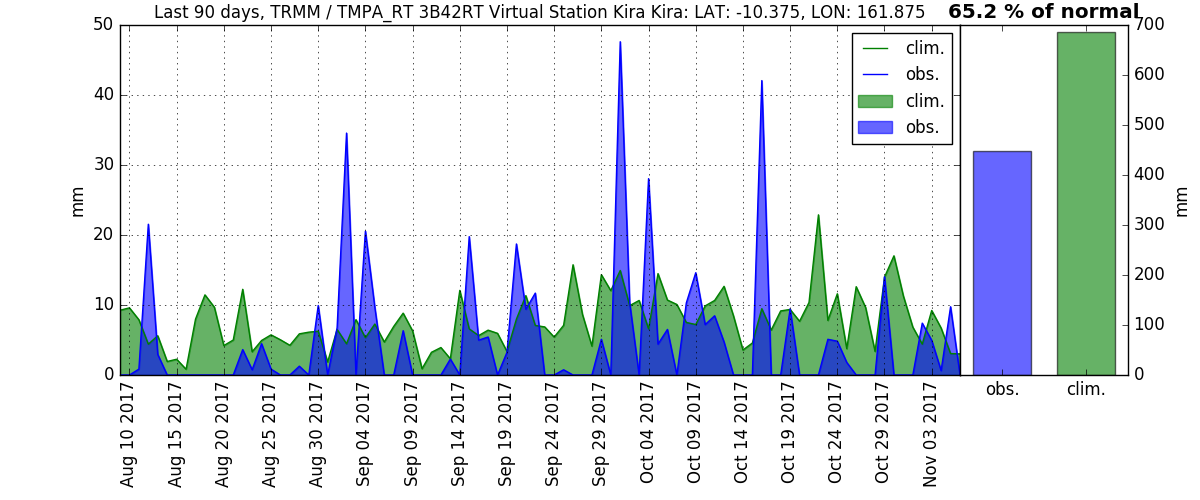 Last 90 days, TRMM / TMPA_RT 3B42RT Virtual Station Kira Kira: LAT: -10.375, LON: 161.875
65.2 % of normal
50
40
30
20
10
0
mm
clim.
obs.
clim.
obs.
700
600
500
400
300
200
100
0
mm
obs.
clim.
Aug 10 2017
Aug 15 2017
Aug 20 2017
Aug 25 2017
Aug 30 2017
Sep 04 2017
Sep 09 2017
Sep 14 2017
Sep 19 2017
Sep 24 2017
Sep 29 2017
Oct 04 2017
Oct 09 2017
Oct 14 2017
Oct 19 2017
Oct 24 2017
Oct 29 2017
Nov 03 2017